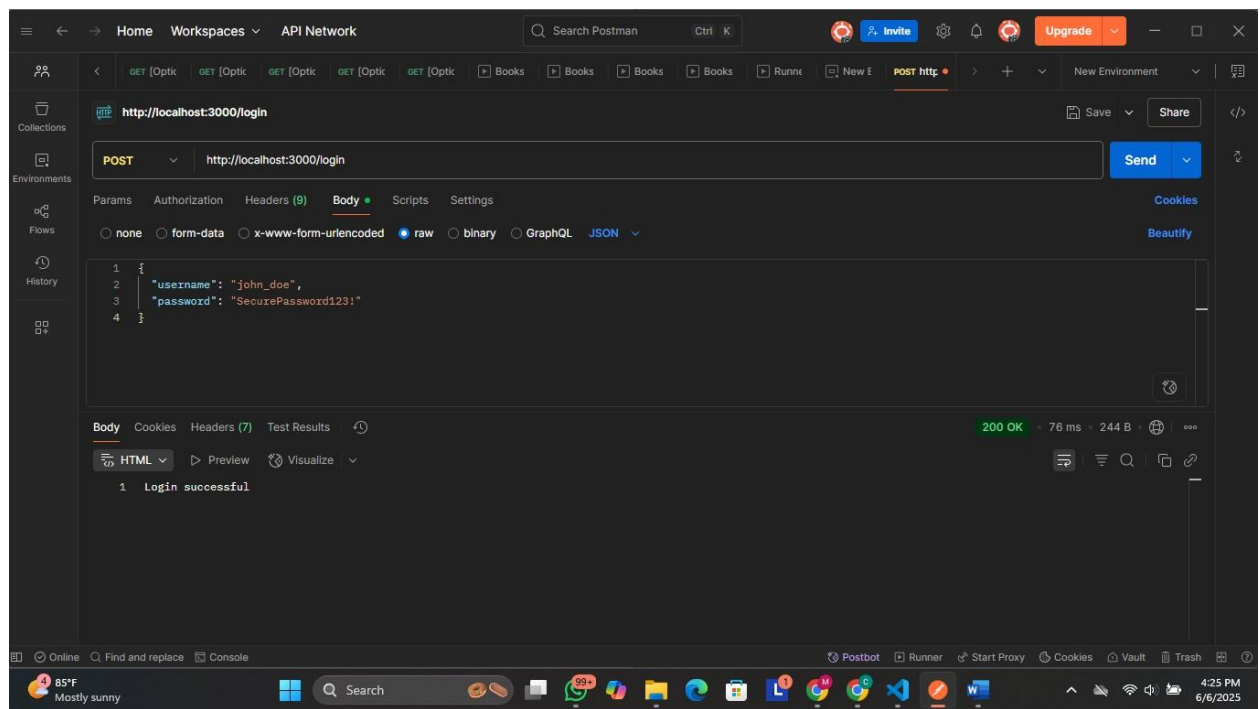 Home Workspaces API Network Search Postman Ctrl K Invite Upgrade
GET [Optic GET [Optic GET [Optic GET [Optic GET [Optic Books Books Books Books Runne New E POST http New Environment
HTTP http://localhost:3000/login Save Share
POST http://localhost:3000/login Send
Params Authorization Headers (9) Body Scripts Settings Cookies
none form-data x-www-form-urlencoded raw binary GraphQL JSON Beautify
Collections
Environments
Flows
History
1 {
2 "username": "john_doe",
3 "password": "SecurePassword123!"
4 }
Body Cookies Headers (7) Test Results 200 OK 76 ms 244 B
HTML Preview Visualize
1 Login successful
Online Find and replace Console Postbot Runner Start Proxy Cookies Vault Trash
4 85°F
Mostly sunny
Search
99+
1
4:25 PM
6/6/2025